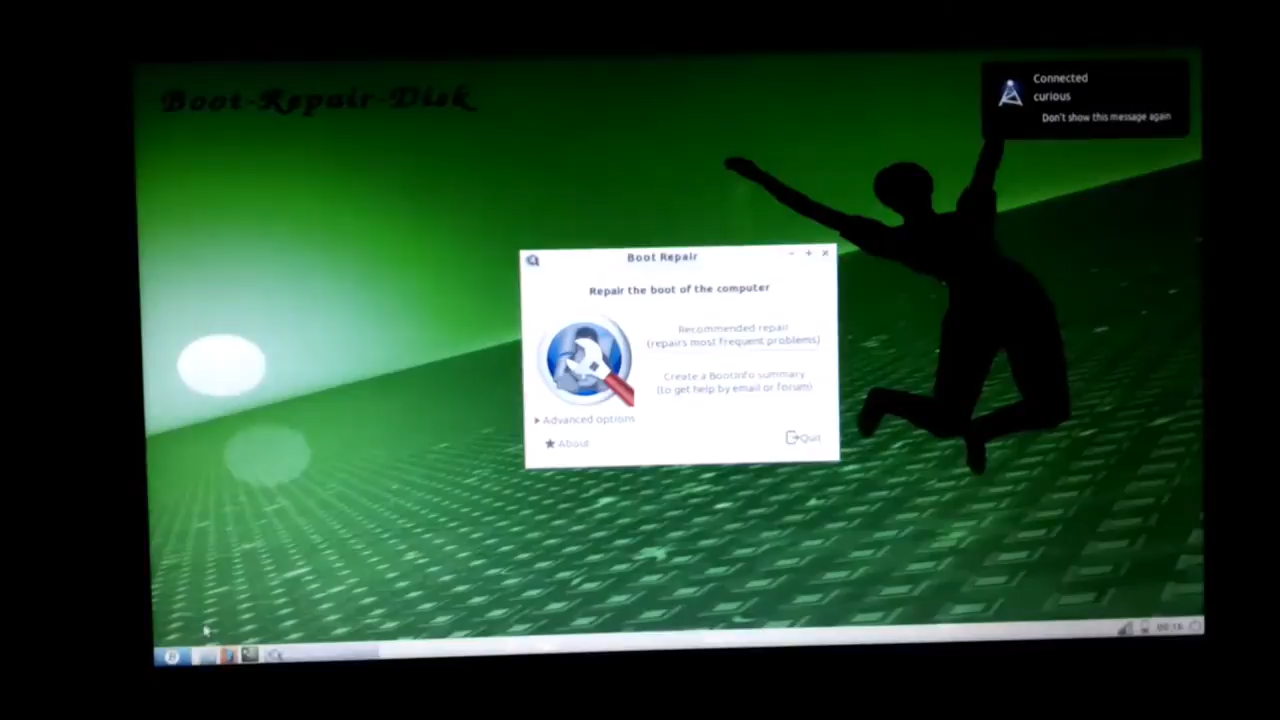 Boot-Repair-Disk
Connected
curious
Don't show this message again
Boot Repair
Repair the boot of the computer
Recommended repair
(repairs most frequent problems)
Create a BootInfo summary
(to get help by email or forum)
Advanced options
About
Quit